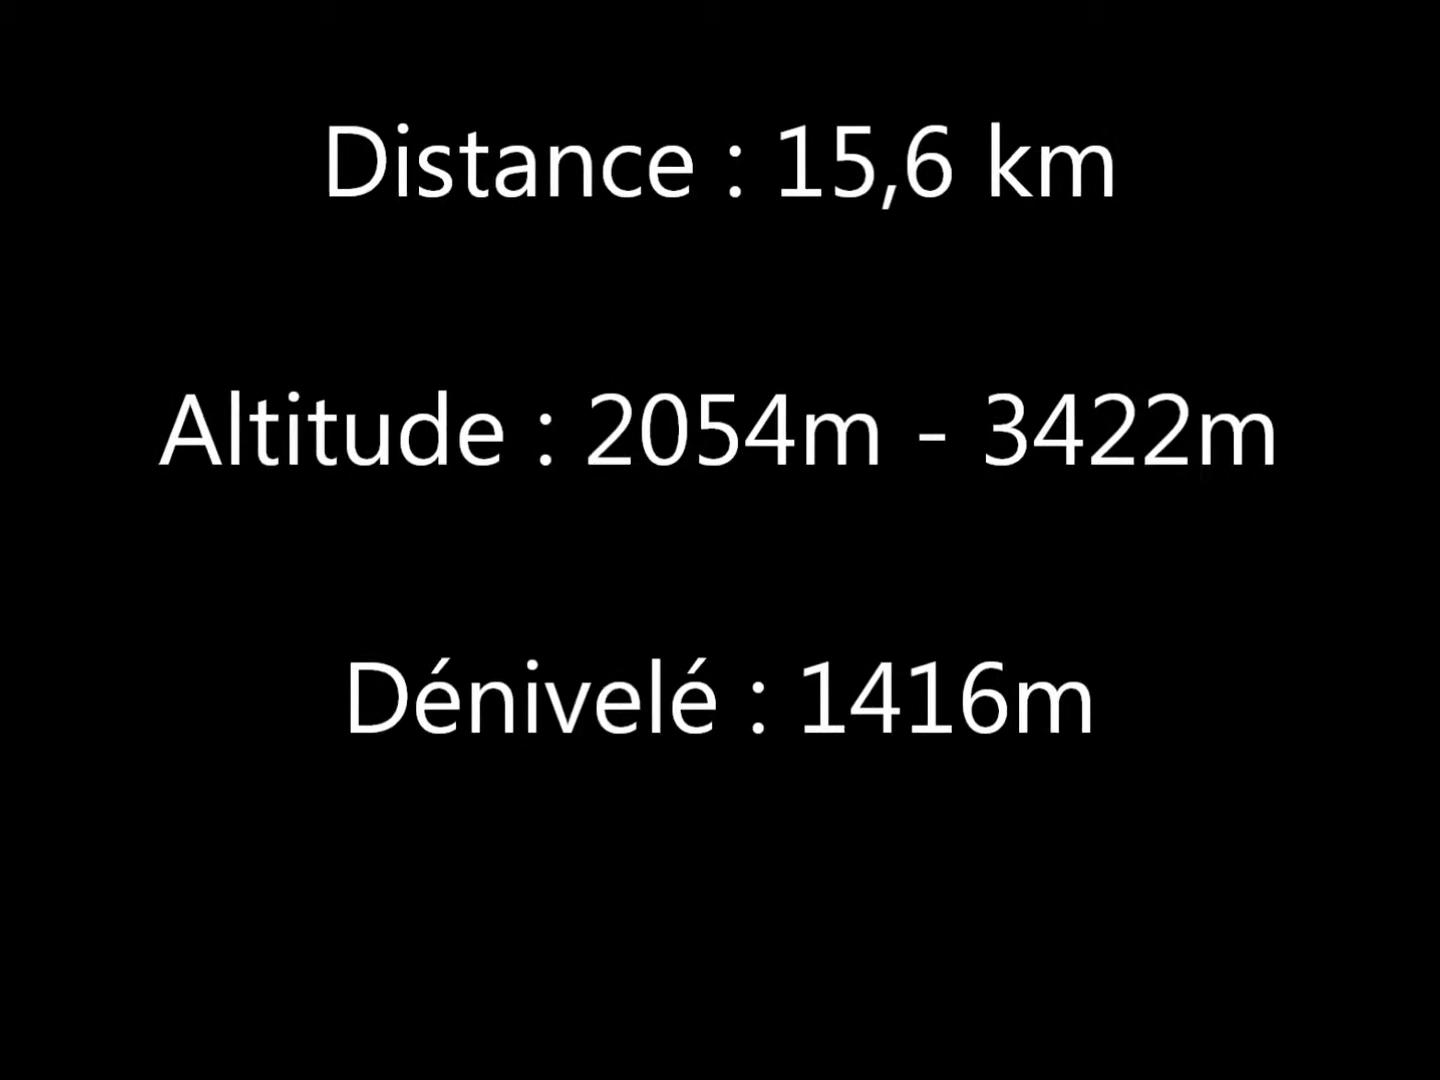 Distance : 15,6 km
Altitude : 2054m - 3422m
Dénivelé : 1416m